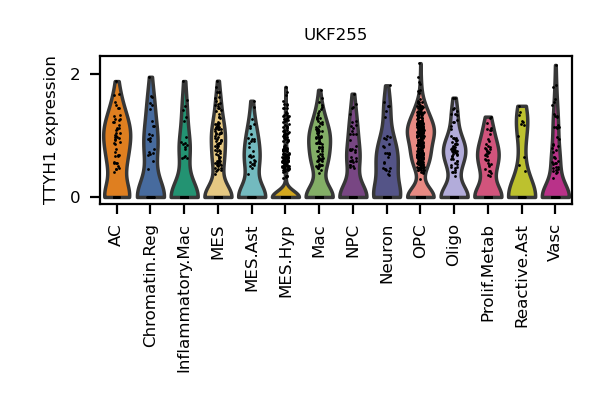 UKF255
TTYH1 expression
2
0
AC
Chromatin.Reg
Inflammatory.Mac
MES
MES.Ast
MES.Hyp
Mac
NPC
Neuron
OPC
Oligo
Prolif.Metab
Reactive.Ast
Vasc